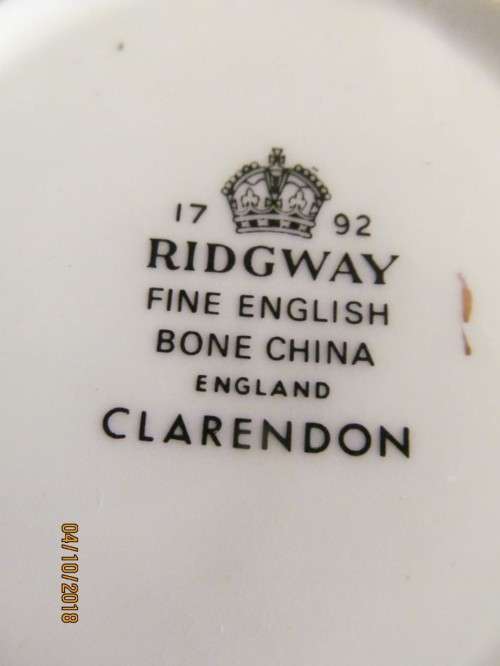 17 92
RIDGWAY
FINE ENGLISH
BONE CHINA
ENGLAND
CLARENDON
04/10/2018